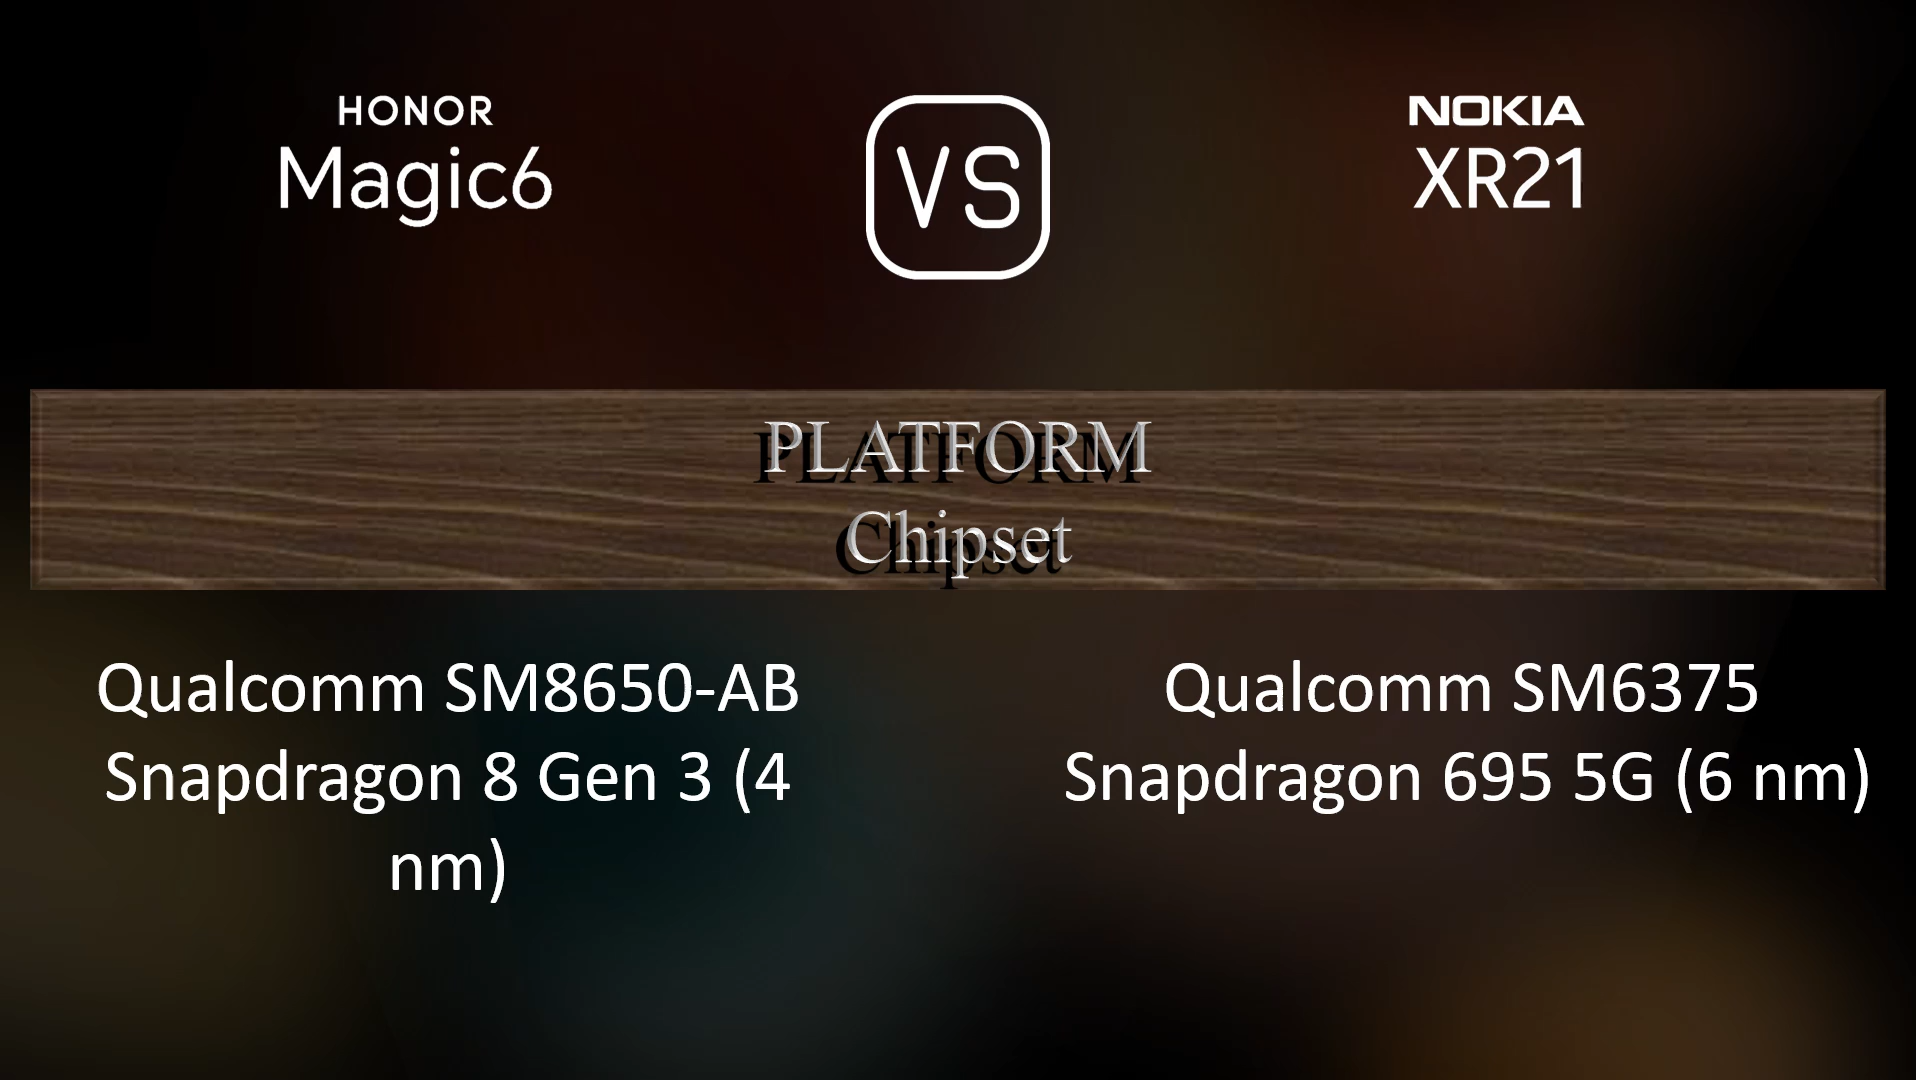 HONOR
Magic6
VS
NOKIA
XR21
PLATFORM
Chipset
Qualcomm SM8650-AB
Snapdragon 8 Gen 3 (4
nm)
Qualcomm SM6375
Snapdragon 695 5G (6 nm)